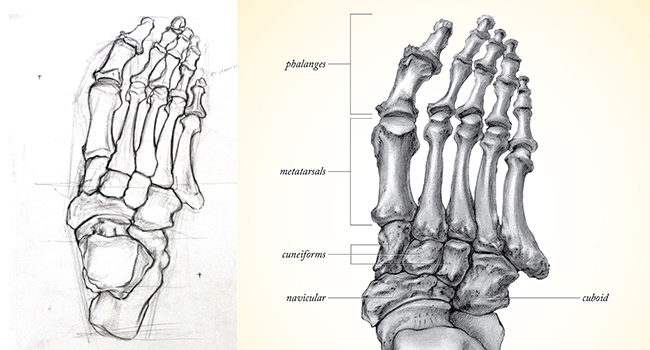 phalanges
metatarsals
cuneiforms
navicular
cuboid